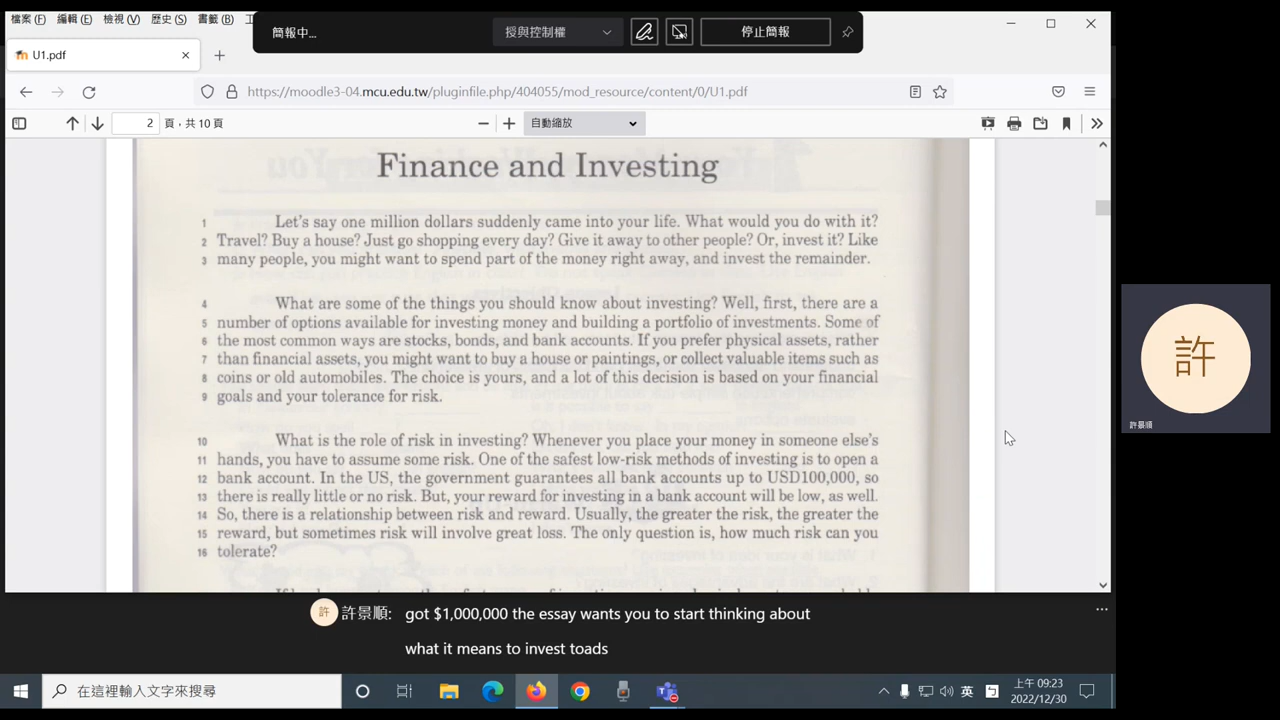 檔案(F) 編輯(E) 檢視(V) 歷史(S) 書籤(B) 工
簡報中...
授與控制權
停止簡報
U1.pdf
https://moodle3-04.mcu.edu.tw/pluginfile.php/404055/mod_resource/content/0/U1.pdf
2 頁，共 10 頁
自動縮放
Finance and Investing
1 Let's say one million dollars suddenly came into your life. What would you do with it?
2 Travel? Buy a house? Just go shopping every day? Give it away to other people? Or, invest it? Like
3 many people, you might want to spend part of the money right away, and invest the remainder.
4 What are some of the things you should know about investing? Well, first, there are a
5 number of options available for investing money and building a portfolio of investments. Some of
6 the most common ways are stocks, bonds, and bank accounts. If you prefer physical assets, rather
7 than financial assets, you might want to buy a house or paintings, or collect valuable items such as
8 coins or old automobiles. The choice is yours, and a lot of this decision is based on your financial
9 goals and your tolerance for risk.
10 What is the role of risk in investing? Whenever you place your money in someone else's
11 hands, you have to assume some risk. One of the safest low-risk methods of investing is to open a
12 bank account. In the US, the government guarantees all bank accounts up to USD100,000, so
13 there is really little or no risk. But, your reward for investing in a bank account will be low, as well.
14 So, there is a relationship between risk and reward. Usually, the greater the risk, the greater the
15 reward, but sometimes risk will involve great loss. The only question is, how much risk can you
16 tolerate?
許
許景順
許 許景順: got $1,000,000 the essay wants you to start thinking about
what it means to invest toads
在這裡輸入文字來搜尋
英
上午 09:23
2022/12/30